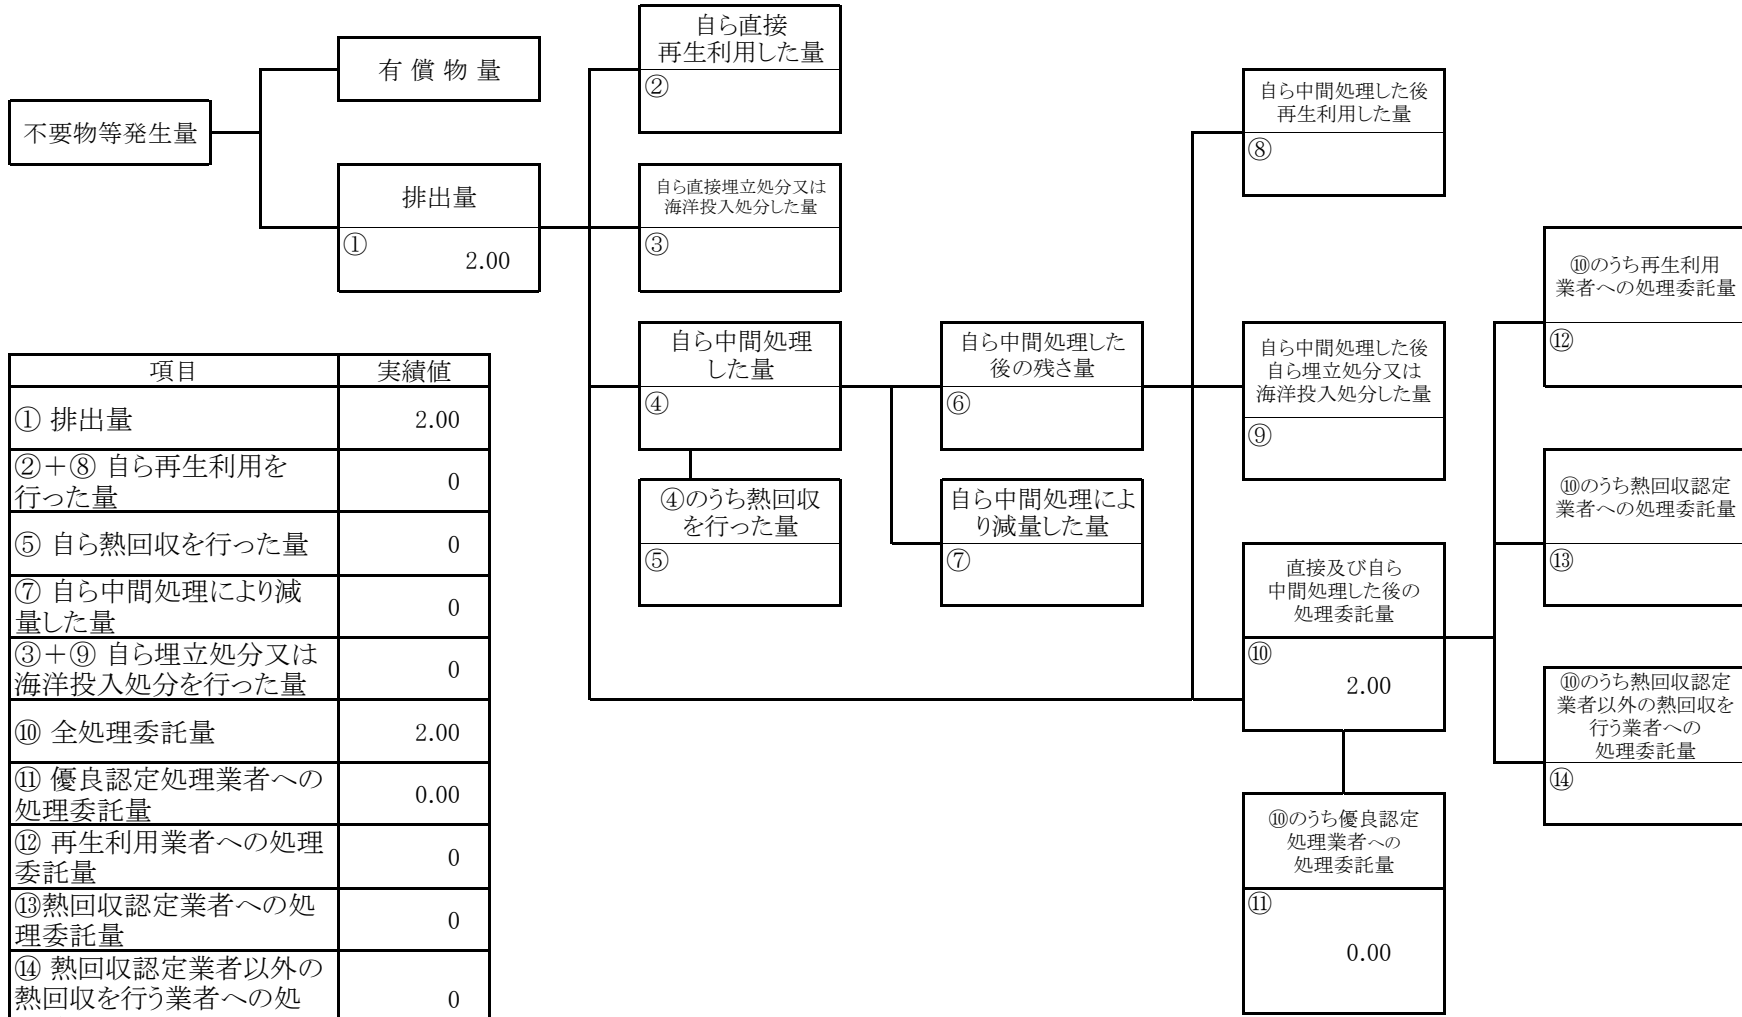 自ら直接
再生利用した量
②
有 償 物 量
不要物等発生量
排出量
① 2.00
自ら直接埋立処分又は
海洋投入処分した量
③
自ら中間処理した後
再生利用した量
⑧
自ら中間処理
した量
④
自ら中間処理した
後の残さ量
⑥
自ら中間処理した後
自ら埋立処分又は
海洋投入処分した量
⑨
⑩のうち再生利用
業者への処理委託量
⑫
④のうち熱回収
を行った量
⑤
自ら中間処理によ
り減量した量
⑦
⑩のうち熱回収認定
業者への処理委託量
⑬
直接及び自ら
中間処理した後の
処理委託量
⑩
2.00
⑩のうち熱回収認定
業者以外の熱回収を
行う業者への
処理委託量
⑭
⑩のうち優良認定
処理業者への
処理委託量
⑪
0.00
項目 実績値
① 排出量 2.00
②+⑧ 自ら再生利用を
行った量 0
⑤ 自ら熱回収を行った量 0
⑦ 自ら中間処理により減
量した量 0
③+⑨ 自ら埋立処分又は
海洋投入処分を行った量 0
⑩ 全処理委託量 2.00
⑪ 優良認定処理業者への
処理委託量 0.00
⑫ 再生利用業者への処理
委託量 0
⑬熱回収認定業者への処
理委託量 0
⑭ 熱回収認定業者以外の
熱回収を行う業者への処 0